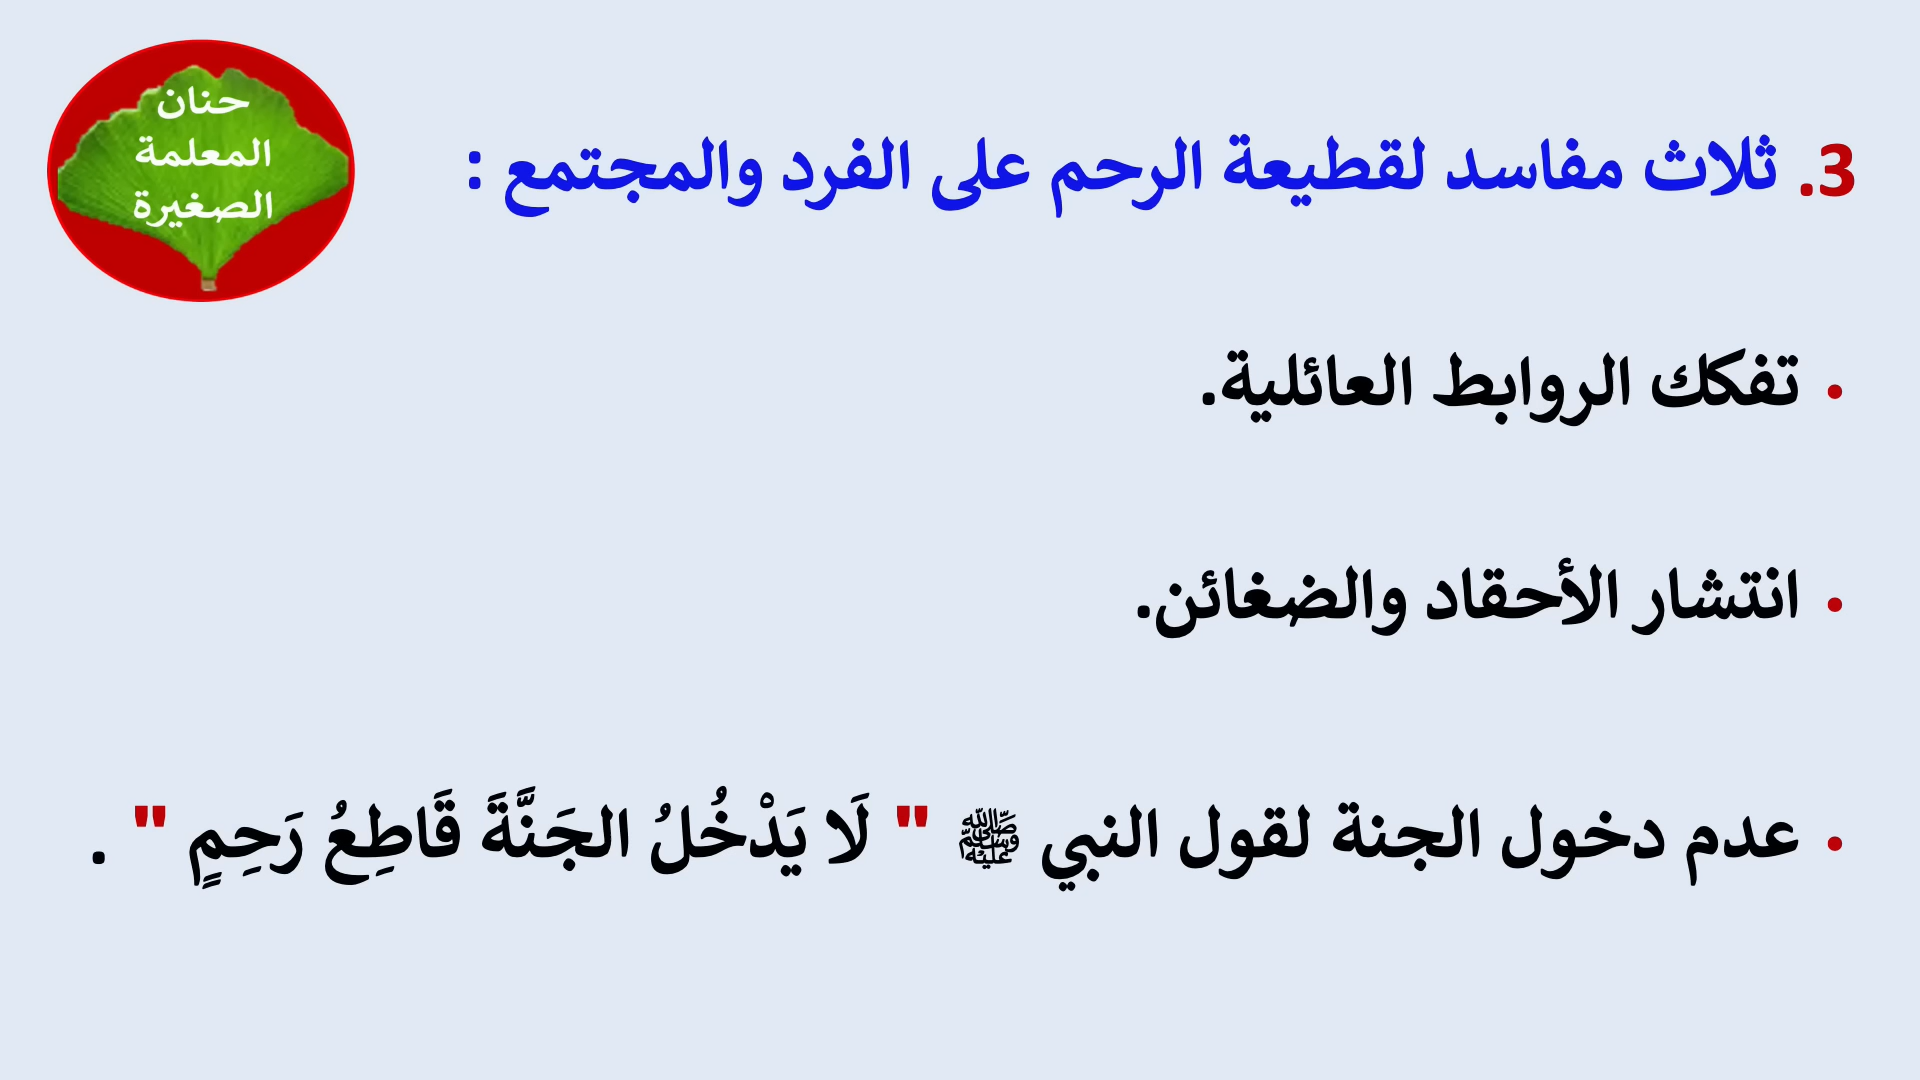 حنان
المعلمة
الصغيرة
3. ثلاث مفاسد لقطيعة الرحم على الفرد والمجتمع :
• تفكك الروابط العائلية.
• انتشار الأحقاد والضغائن.
• عدم دخول الجنة لقول النبي ﷺ " لَا يَدْخُلُ الجَنَّةَ قَاطِعُ رَحِمٍ " .